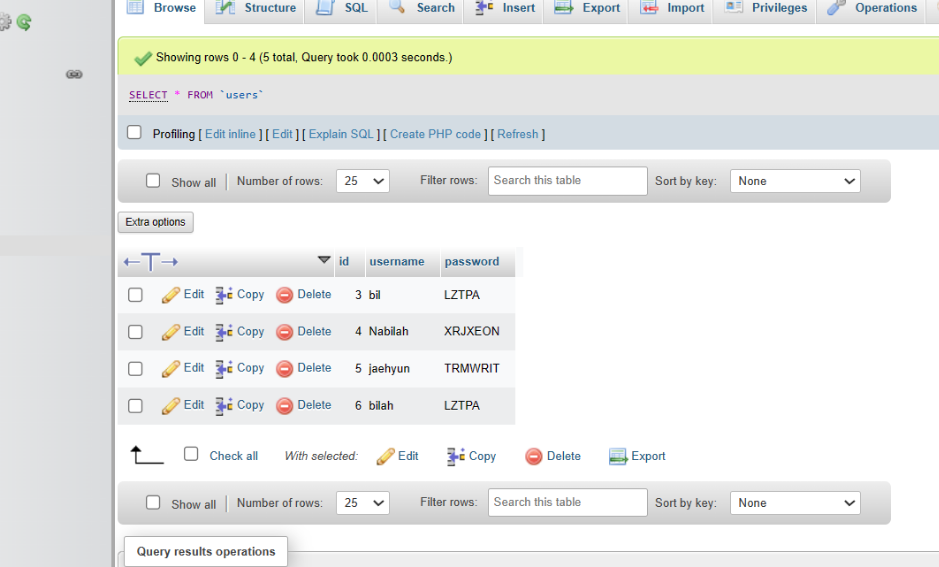 Browse Structure SQL Search Insert Export Import Privileges Operations
Showing rows 0 - 4 (5 total, Query took 0.0003 seconds.)
SELECT * FROM `users`
Profiling [ Edit inline ] [ Edit ] [ Explain SQL ] [ Create PHP code ] [ Refresh ]
Show all Number of rows: 25 Filter rows: Search this table Sort by key: None
Extra options
id username password
Edit Copy Delete 3 bil LZTPA
Edit Copy Delete 4 Nabilah XRJXEON
Edit Copy Delete 5 jaehyun TRMWRIT
Edit Copy Delete 6 bilah LZTPA
Check all With selected: Edit Copy Delete Export
Show all Number of rows: 25 Filter rows: Search this table Sort by key: None
Query results operations